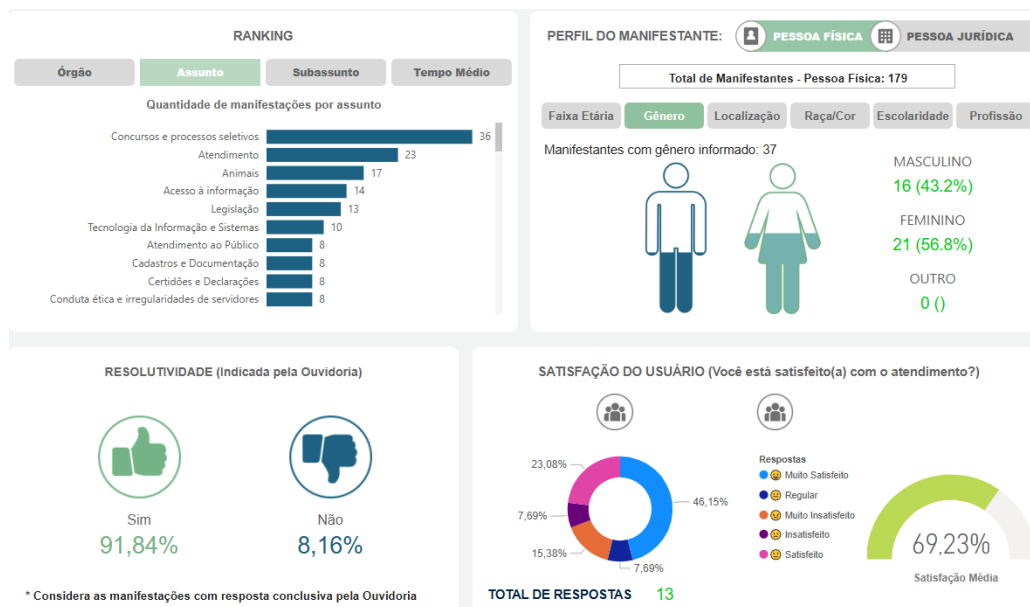 RANKING
Órgão
Assunto
Subassunto
Tempo Médio
Quantidade de manifestações por assunto
Concursos e processos seletivos 36
Atendimento 23
Animais 17
Acesso à informação 14
Legislação 13
Tecnologia da Informação e Sistemas 10
Atendimento ao Público 8
Cadastros e Documentação 8
Certidões e Declarações 8
Conduta ética e irregularidades de servidores 8
PERFIL DO MANIFESTANTE:
PESSOA FÍSICA
PESSOA JURÍDICA
Total de Manifestantes - Pessoa Física: 179
Faixa Etária
Gênero
Localização
Raça/Cor
Escolaridade
Profissão
Manifestantes com gênero informado: 37
MASCULINO
16 (43.2%)
FEMININO
21 (56.8%)
OUTRO
0 ()
RESOLUTIVIDADE (Indicada pela Ouvidoria)
Sim
91,84%
Não
8,16%
* Considera as manifestações com resposta conclusiva pela Ouvidoria
SATISFAÇÃO DO USUÁRIO (Você está satisfeito(a) com o atendimento?)
23,08%
46,15%
7,69%
15,38%
7,69%
Respostas
Muito Satisfeito
Regular
Muito Insatisfeito
Insatisfeito
Satisfeito
69,23%
Satisfação Média
TOTAL DE RESPOSTAS 13